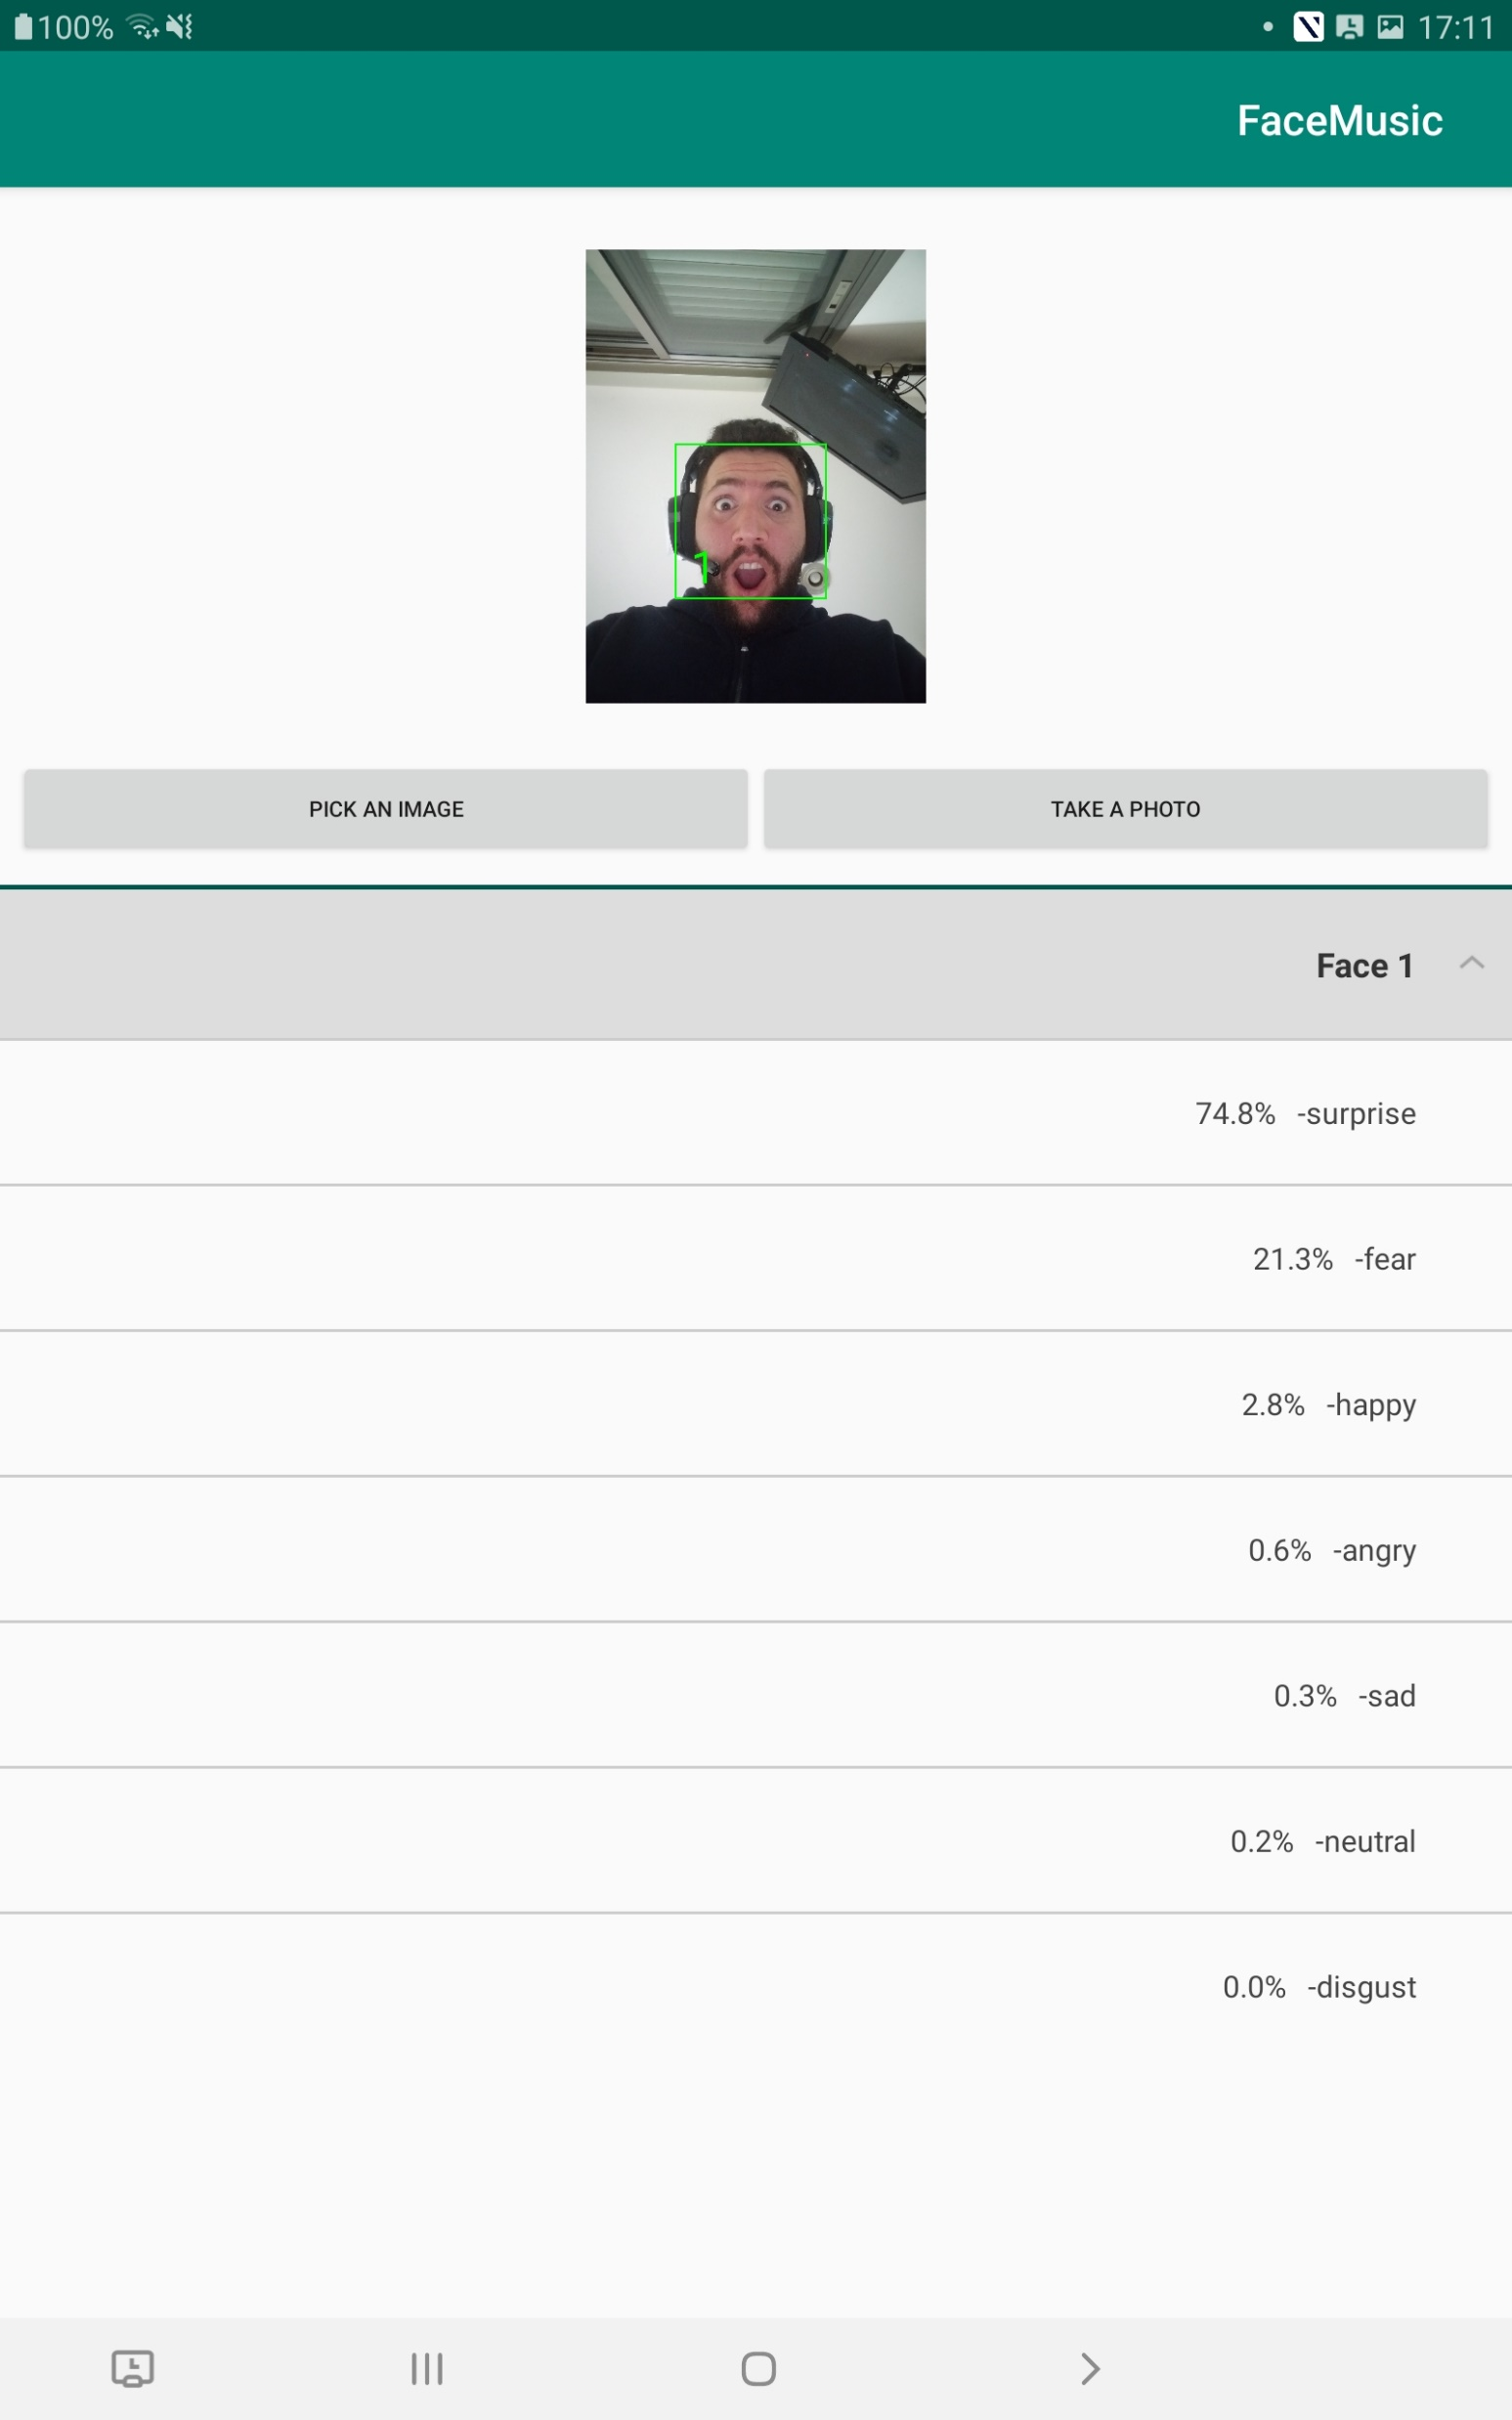 100%
17:11
FaceMusic
1
PICK AN IMAGE
TAKE A PHOTO
Face 1
74.8% -surprise
21.3% -fear
2.8% -happy
0.6% -angry
0.3% -sad
0.2% -neutral
0.0% -disgust